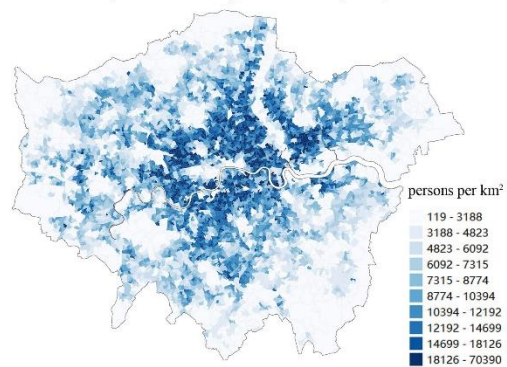 persons per km²
119 - 3188
3188 - 4823
4823 - 6092
6092 - 7315
7315 - 8774
8774 - 10394
10394 - 12192
12192 - 14699
14699 - 18126
18126 - 70390